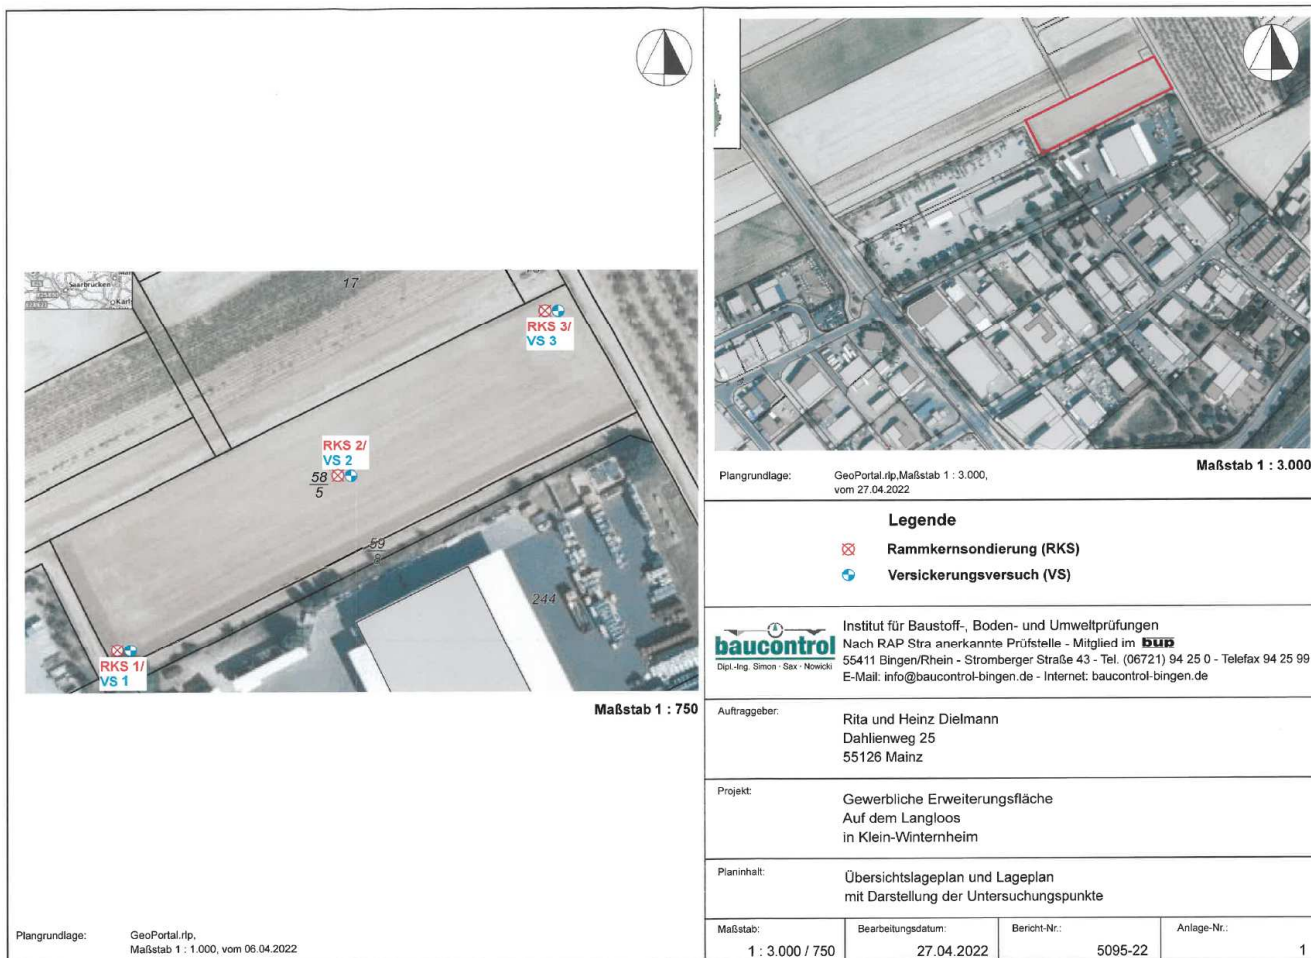 Saarbrücken
17
RKS 3/
VS 3
RKS 2/
VS 2
58
5
59
244
RKS 1/
VS 1
Maßstab 1 : 750
Plangrundlage:
GeoPortal.rlp,
Maßstab 1 : 1.000, vom 06.04.2022
Maßstab 1 : 3.000
Plangrundlage:
GeoPortal.rlp,Maßstab 1 : 3.000,
vom 27.04.2022
Legende
Rammkernsondierung (RKS)
Versickerungsversuch (VS)
baucontrol
Dipl.-Ing. Simon · Sax · Nowicki
Institut für Baustoff-, Boden- und Umweltprüfungen
Nach RAP Stra anerkannte Prüfstelle - Mitglied im bup
55411 Bingen/Rhein - Stromberger Straße 43 - Tel. (06721) 94 25 0 - Telefax 94 25 99
E-Mail: info@baucontrol-bingen.de - Internet: baucontrol-bingen.de
Auftraggeber:
Rita und Heinz Dielmann
Dahlienweg 25
55126 Mainz
Projekt:
Gewerbliche Erweiterungsfläche
Auf dem Langloos
in Klein-Winternheim
Planinhalt:
Übersichtslageplan und Lageplan
mit Darstellung der Untersuchungspunkte
Maßstab:
1 : 3.000 / 750
Bearbeitungsdatum:
27.04.2022
Bericht-Nr.:
5095-22
Anlage-Nr.:
1